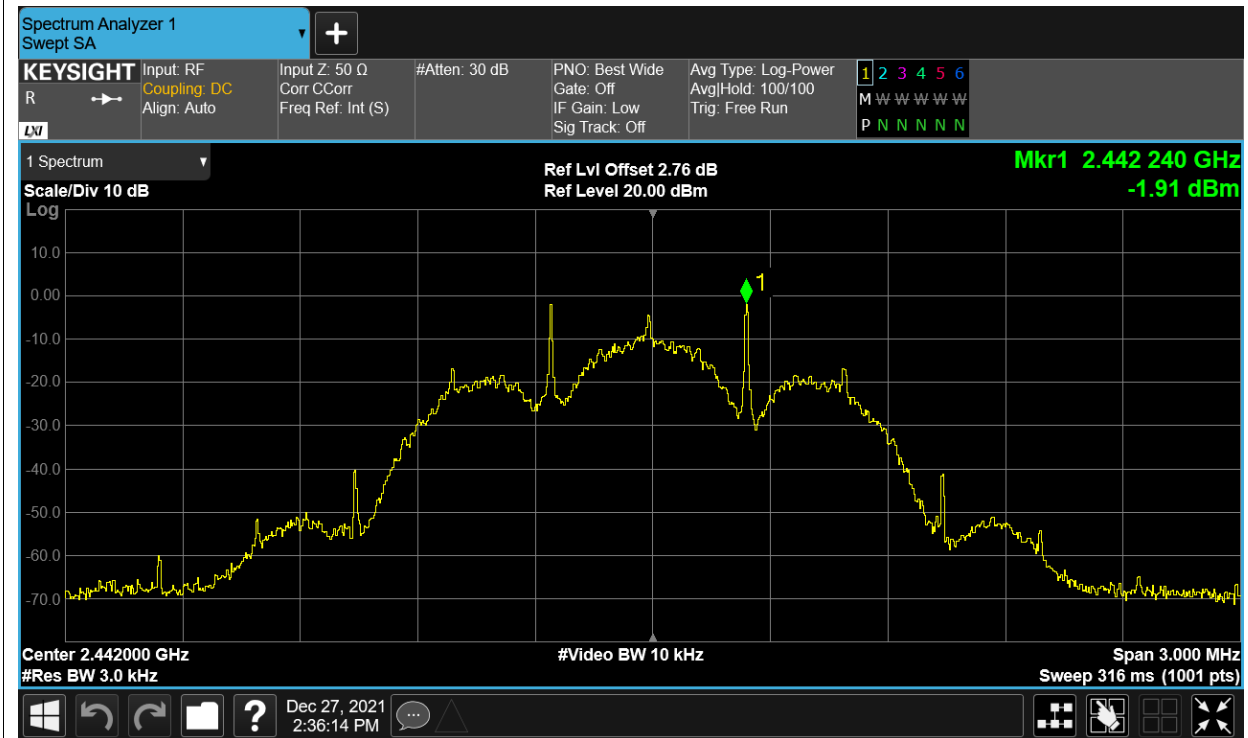 Spectrum Analyzer 1
Swept SA
+
KEYSIGHT
R
LXI
Input: RF
Coupling: DC
Align: Auto
Input Z: 50 Ω
Corr CCorr
Freq Ref: Int (S)
#Atten: 30 dB
PNO: Best Wide
Gate: Off
IF Gain: Low
Sig Track: Off
Avg Type: Log-Power
Avg|Hold: 100/100
Trig: Free Run
1 2 3 4 5 6
M W W W W W
P N N N N N
1 Spectrum
Scale/Div 10 dB
Ref Lvl Offset 2.76 dB
Ref Level 20.00 dBm
Mkr1 2.442 240 GHz
-1.91 dBm
Log
10.0
0.00
-10.0
-20.0
-30.0
-40.0
-50.0
-60.0
-70.0
1
Center 2.442000 GHz
#Res BW 3.0 kHz
#Video BW 10 kHz
Span 3.000 MHz
Sweep 316 ms (1001 pts)
?
Dec 27, 2021
2:36:14 PM